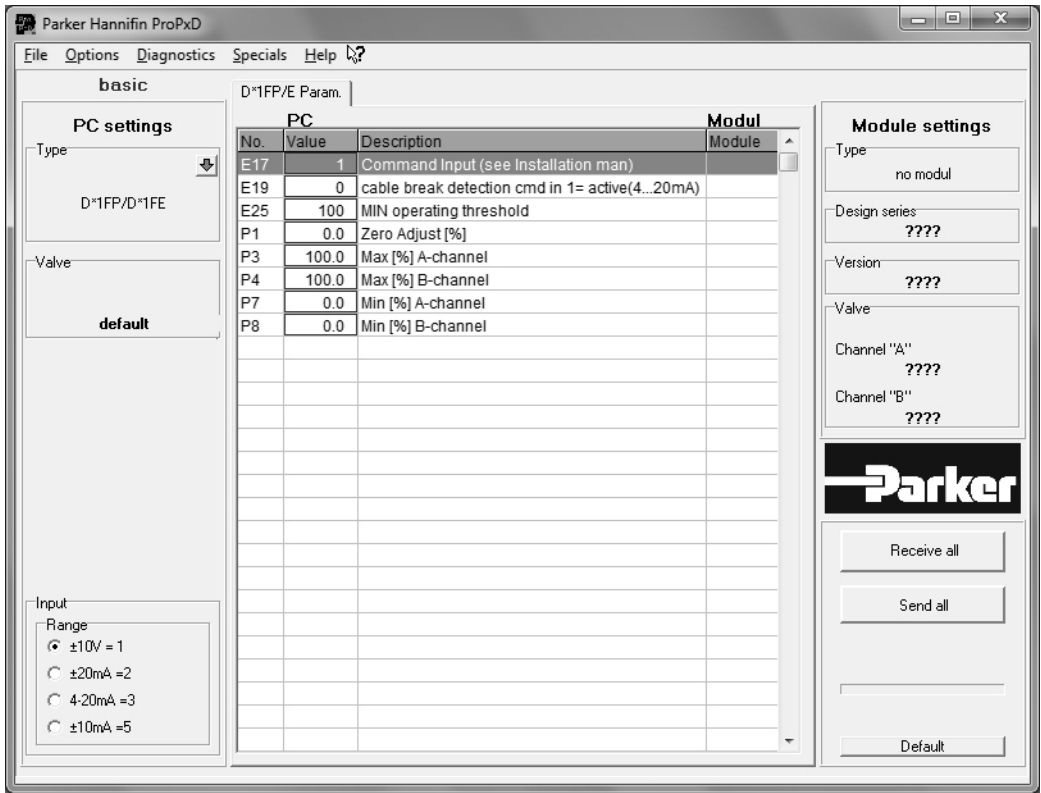 Parker Hannifin ProPxD
File Options Diagnostics Specials Help
basic
PC settings
Type
D*1FP/D*1FE
Valve
default
Input
Range
±10V = 1
±20mA =2
4-20mA =3
±10mA =5
D*1FP/E Param.
PC Modul
No. Value Description Module
E17 1 Command Input (see Installation man)
E19 0 cable break detection cmd in 1= active(4...20mA)
E25 100 MIN operating threshold
P1 0.0 Zero Adjust [%]
P3 100.0 Max [%] A-channel
P4 100.0 Max [%] B-channel
P7 0.0 Min [%] A-channel
P8 0.0 Min [%] B-channel
Module settings
Type
no modul
Design series
????
Version
????
Valve
Channel "A"
????
Channel "B"
????
Parker
Receive all
Send all
Default